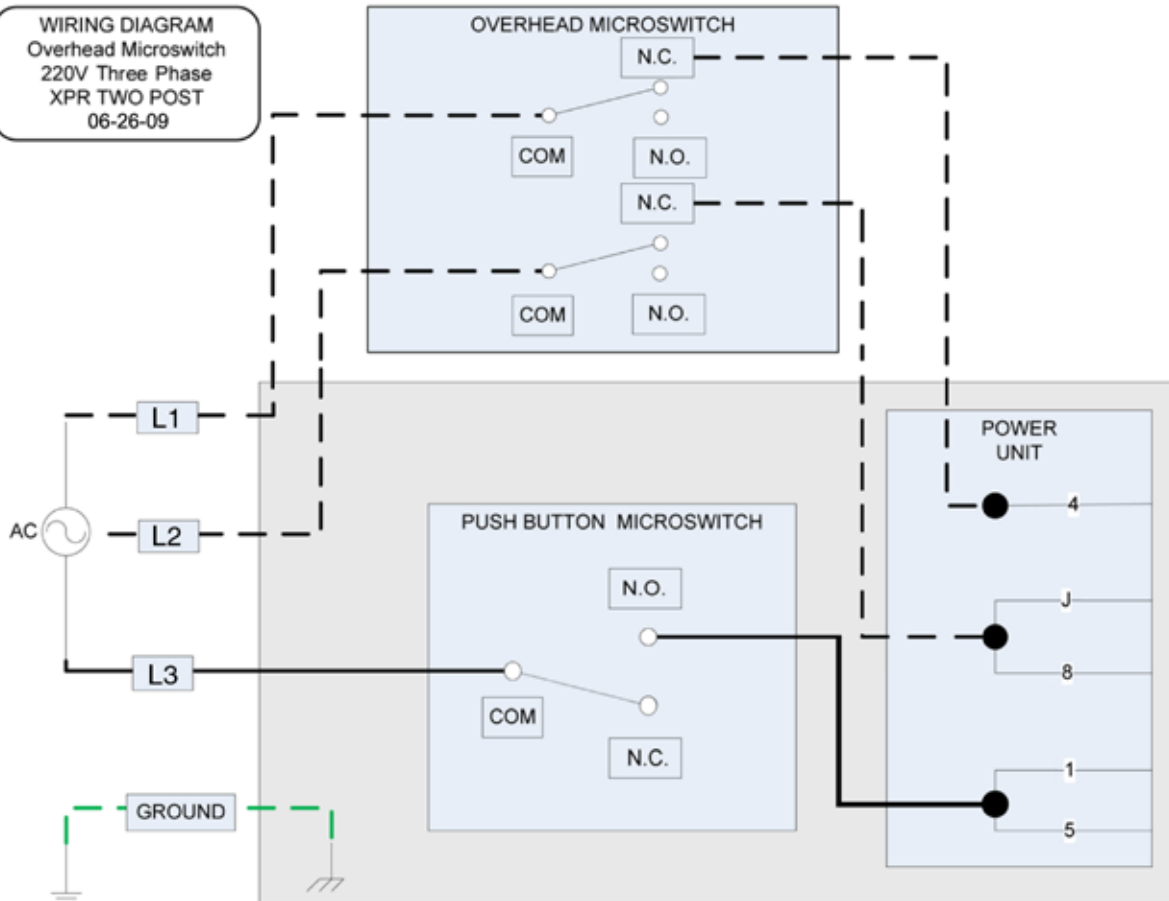 WIRING DIAGRAM
Overhead Microswitch
220V Three Phase
XPR TWO POST
06-26-09
OVERHEAD MICROSWITCH
N.C.
COM
N.O.
N.C.
COM
N.O.
L1
AC
L2
L3
GROUND
PUSH BUTTON MICROSWITCH
N.O.
COM
N.C.
POWER
UNIT
4
J
8
1
5